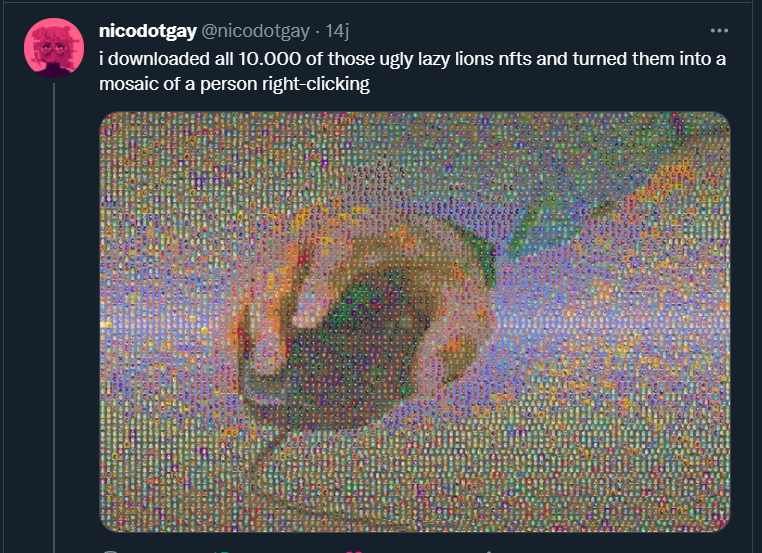 nicodotgay @nicodotgay · 14j
i downloaded all 10.000 of those ugly lazy lions nfts and turned them into a
mosaic of a person right-clicking